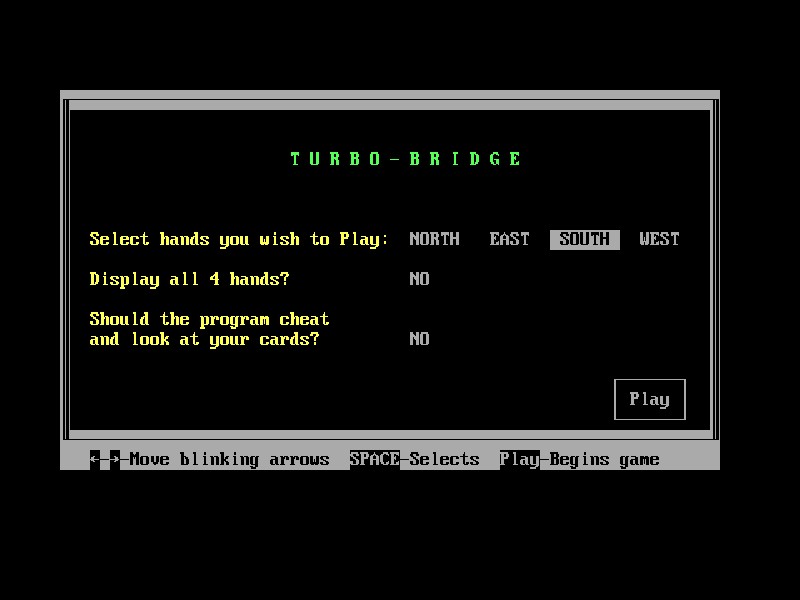 TURBO-BRIDGE
Select hands you wish to Play: NORTH EAST SOUTH WEST
Display all 4 hands? NO
Should the program cheat
and look at your cards? NO
Play
←-→-Move blinking arrows SPACE-Selects Play-Begins game